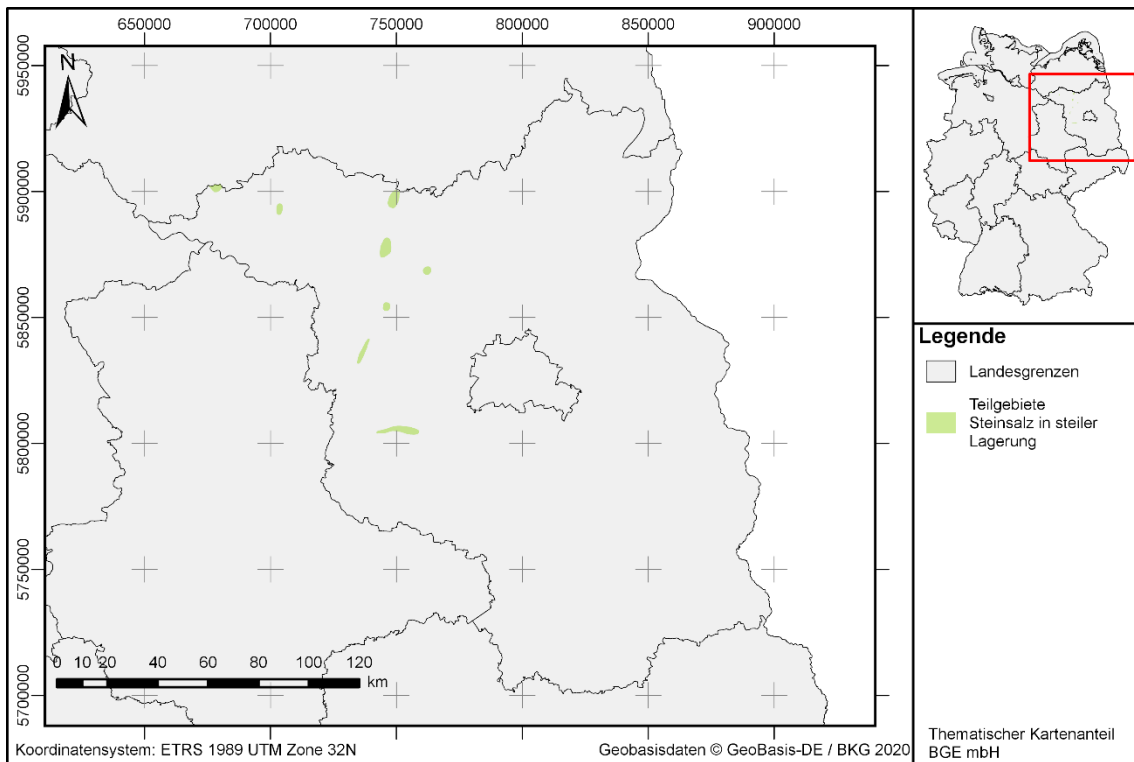 650000 700000 750000 800000 850000 900000
5950000
5900000
5850000
5800000
5750000
5700000
N
0 10 20 40 60 80 100 120
km
Koordinatensystem: ETRS 1989 UTM Zone 32N
Geobasisdaten © GeoBasis-DE / BKG 2020
Legende
Landesgrenzen
Teilgebiete
Steinsalz in steiler
Lagerung
Thematischer Kartenanteil
BGE mbH